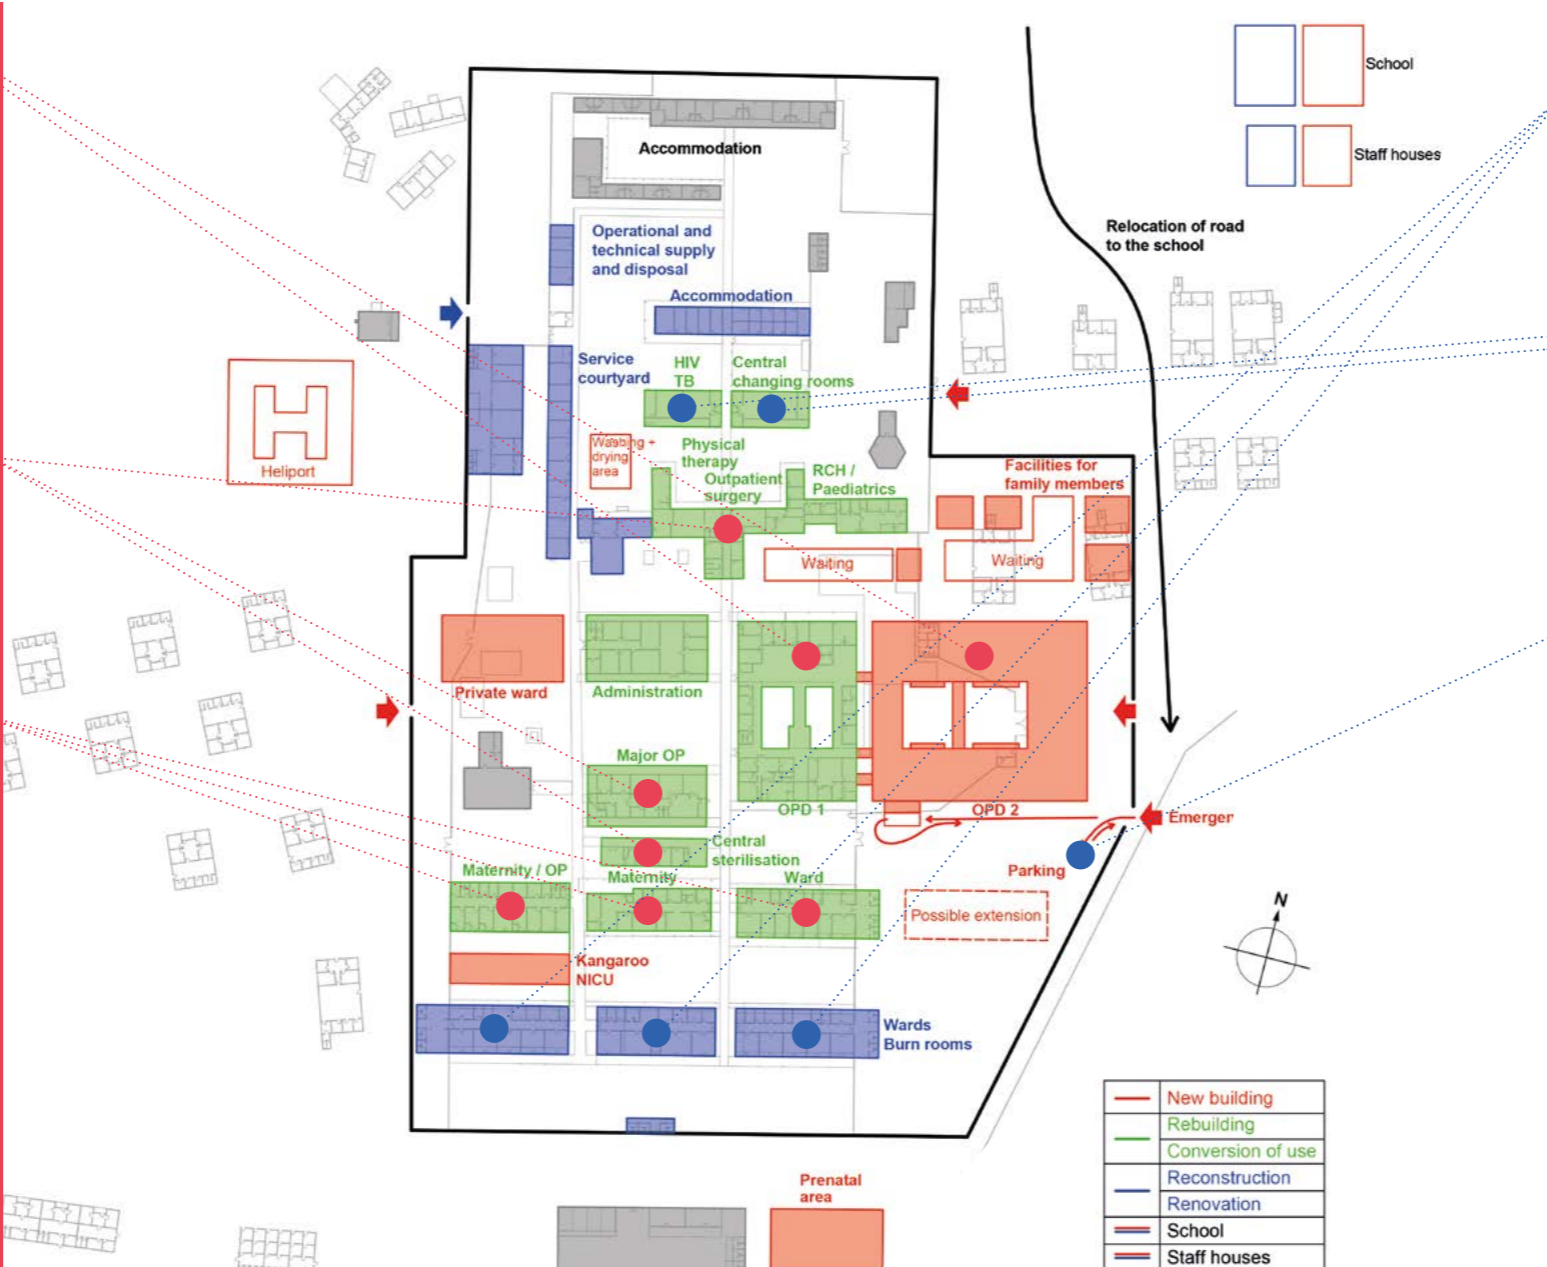 School
Staff houses
Accommodation
Relocation of road
to the school
Operational and
technical supply
and disposal
Accommodation
Service
courtyard
HIV
TB
Central
changing rooms
Heliport
Washing +
drying
area
Physical
therapy
Outpatient
surgery
RCH /
Paediatrics
Facilities for
family members
Waiting
Waiting
Private ward
Administration
Major OP
OPD 1
OPD 2
Emerger
Central
sterilisation
Parking
Maternity / OP
Maternity
Ward
Possible extension
N
Kangaroo
NICU
Wards
Burn rooms
New building
Rebuilding
Conversion of use
Reconstruction
Renovation
School
Staff houses
Prenatal
area